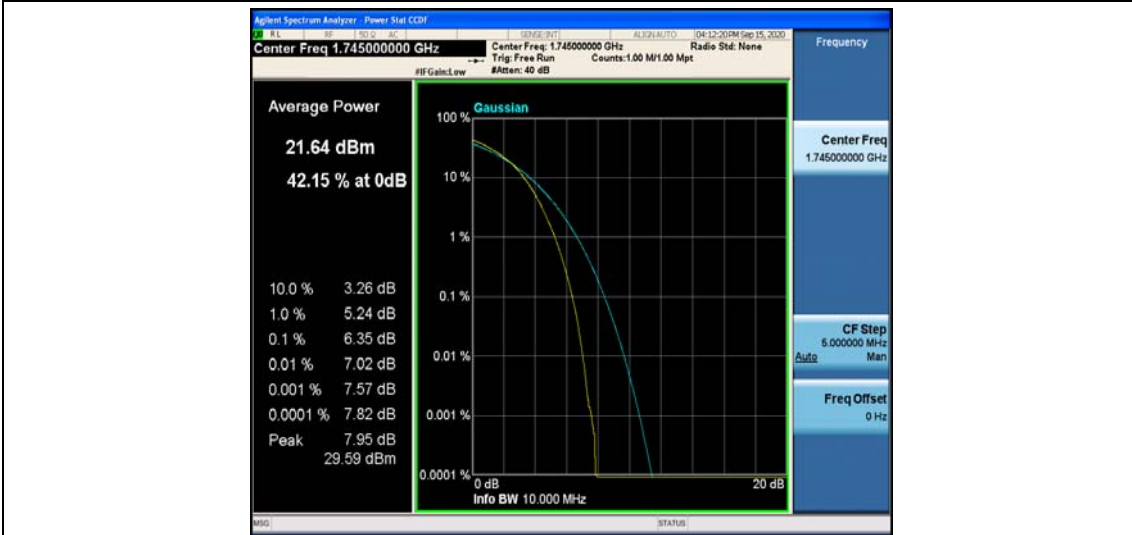 Agilent Spectrum Analyzer - Power Stat CCDF
RL RF 50 Ω AC SENSE:INT ALIGNAUTO 04:12:20 PM Sep 15, 2020
Center Freq 1.745000000 GHz
Center Freq: 1.745000000 GHz Radio Std: None
Trig: Free Run Counts:1.00 M/1.00 Mpt
#IFGain:Low #Atten: 40 dB
Frequency
Average Power
21.64 dBm
42.15 % at 0dB
10.0 % 3.26 dB
1.0 % 5.24 dB
0.1 % 6.35 dB
0.01 % 7.02 dB
0.001 % 7.57 dB
0.0001 % 7.82 dB
Peak 7.95 dB
29.59 dBm
Gaussian
100 %
10 %
1 %
0.1 %
0.01 %
0.001 %
0.0001 %
0 dB 20 dB
Info BW 10.000 MHz
Center Freq
1.745000000 GHz
CF Step
5.000000 MHz
Auto Man
Freq Offset
0 Hz
MSG STATUS